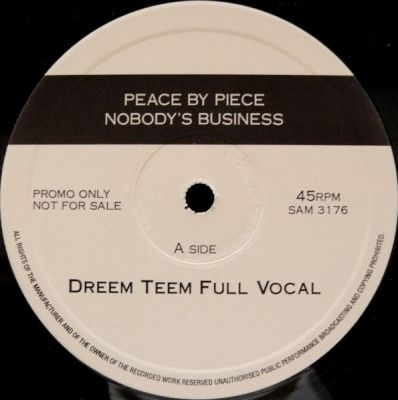 PEACE BY PIECE
NOBODY'S BUSINESS
PROMO ONLY
NOT FOR SALE
45RPM
SAM 3176
A SIDE
DREEM TEEM FULL VOCAL
ALL RIGHTS OF THE MANUFACTURER AND OF THE OWNER OF THE RECORDED WORK RESERVED UNAUTHORISED PUBLIC PERFORMANCE BROADCASTING AND COPYING PROHIBITED.